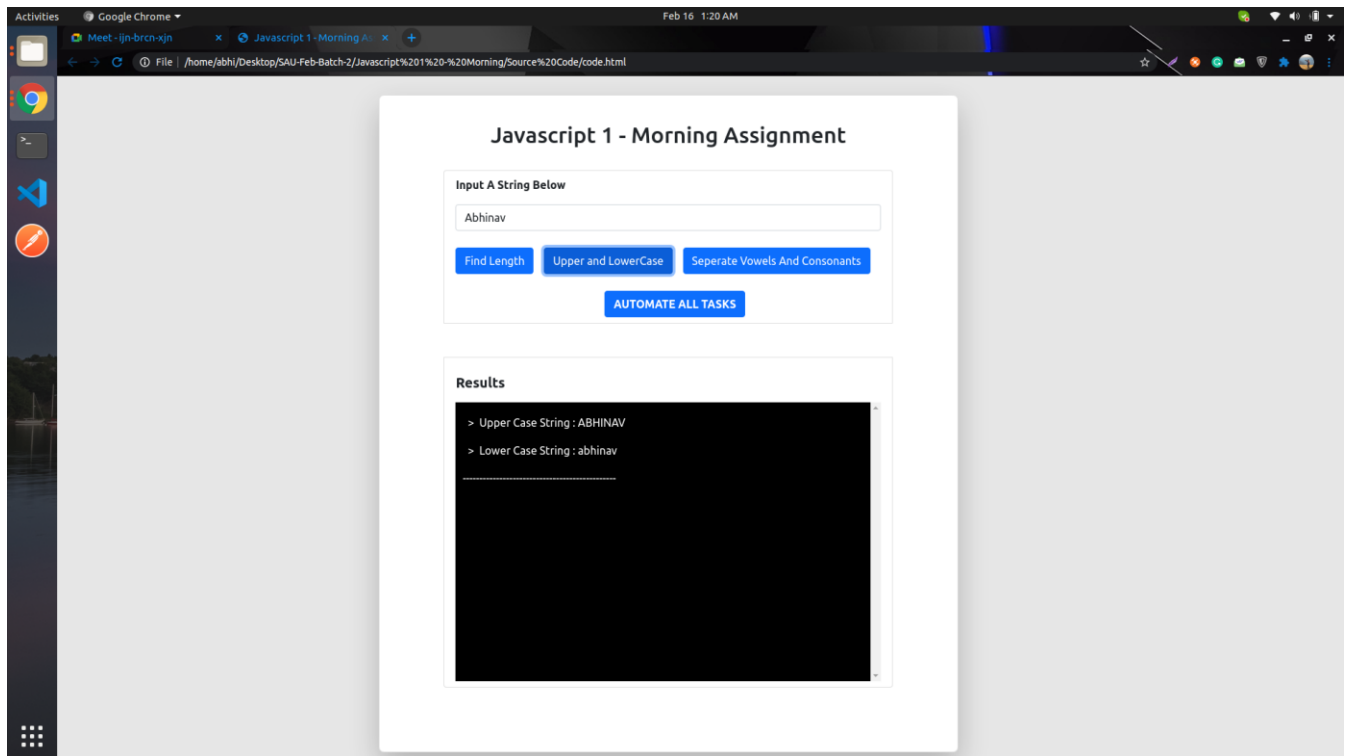 Activities Google Chrome Feb 16 1:20 AM
Meet - ijn-brcn-xjn Javascript 1 - Morning As
File /home/abhi/Desktop/SAU-Feb-Batch-2/Javascript%201%20-%20Morning/Source%20Code/code.html
Javascript 1 - Morning Assignment
Input A String Below
Abhinav
Find Length Upper and LowerCase Seperate Vowels And Consonants
AUTOMATE ALL TASKS
Results
> Upper Case String : ABHINAV
> Lower Case String : abhinav
----------------------------------------------